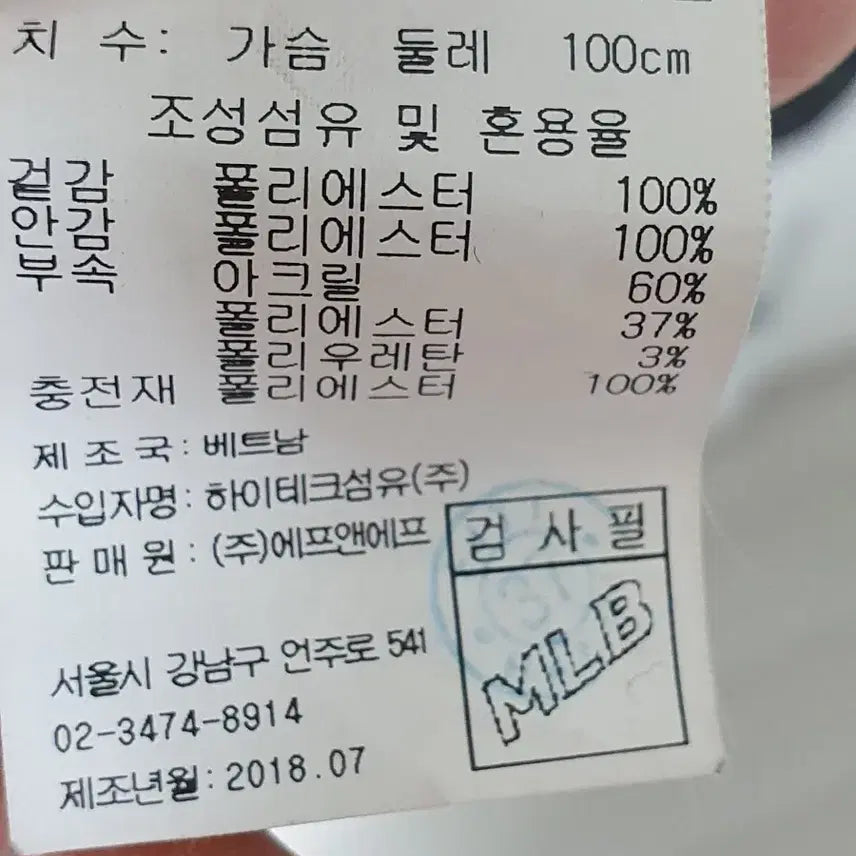 치 수: 가슴 둘레 100cm
조성섬유 및 혼용율
겉감 폴리에스터 100%
안감 폴리에스터 100%
부속 아크릴 60%
폴리에스터 37%
폴리우레탄 3%
충전재 폴리에스터 100%
제 조 국: 베트남
수입자명: 하이테크섬유(주)
판 매 원: (주)에프앤에프
검 사 필
MLB
서울시 강남구 언주로 541
02-3474-8914
제조년월: 2018.07